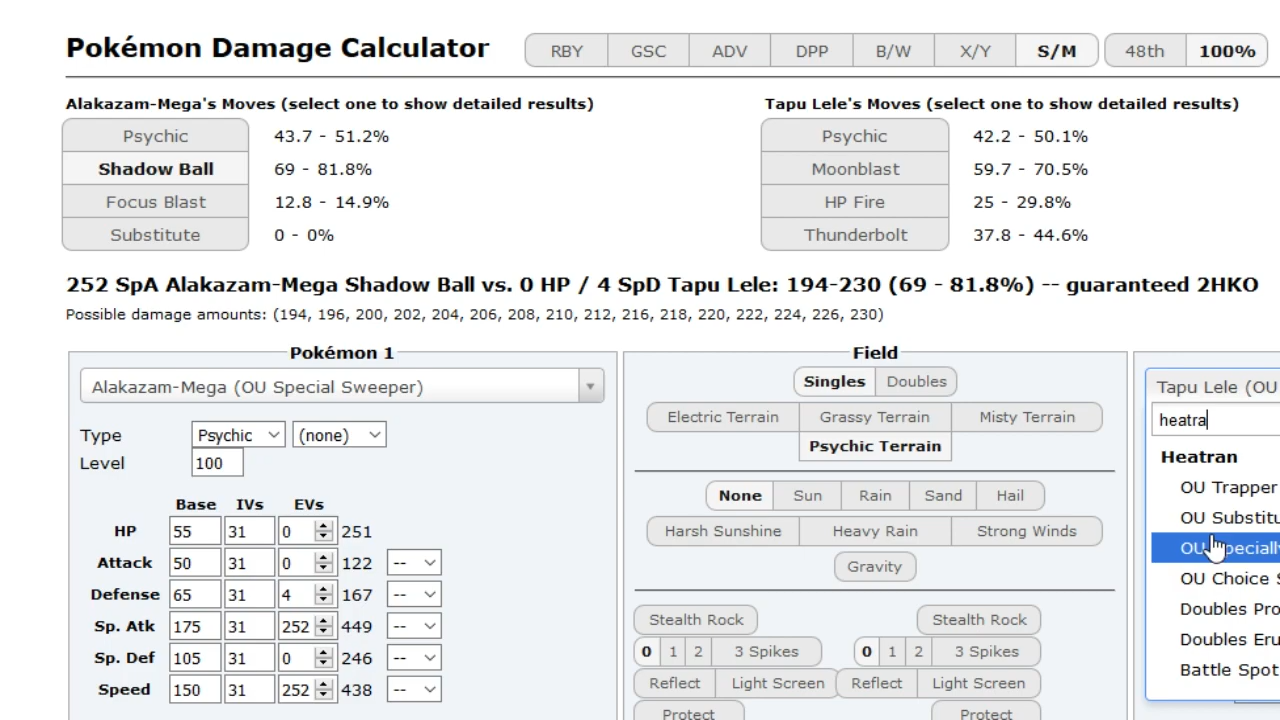 Pokémon Damage Calculator RBY GSC ADV DPP B/W X/Y S/M 48th 100%
Alakazam-Mega's Moves (select one to show detailed results) Tapu Lele's Moves (select one to show detailed results)
Psychic 43.7 - 51.2% Psychic 42.2 - 50.1%
Shadow Ball 69 - 81.8% Moonblast 59.7 - 70.5%
Focus Blast 12.8 - 14.9% HP Fire 25 - 29.8%
Substitute 0 - 0% Thunderbolt 37.8 - 44.6%
252 SpA Alakazam-Mega Shadow Ball vs. 0 HP / 4 SpD Tapu Lele: 194-230 (69 - 81.8%) -- guaranteed 2HKO
Possible damage amounts: (194, 196, 200, 202, 204, 206, 208, 210, 212, 216, 218, 220, 222, 224, 226, 230)
Pokémon 1
Alakazam-Mega (OU Special Sweeper)
Type Psychic (none)
Level 100
Base IVs EVs
HP 55 31 0 251
Attack 50 31 0 122 --
Defense 65 31 4 167 --
Sp. Atk 175 31 252 449 --
Sp. Def 105 31 0 246 --
Speed 150 31 252 438 --
Field
Singles Doubles
Electric Terrain Grassy Terrain Misty Terrain
Psychic Terrain
None Sun Rain Sand Hail
Harsh Sunshine Heavy Rain Strong Winds
Gravity
Stealth Rock Stealth Rock
0 1 2 3 Spikes 0 1 2 3 Spikes
Reflect Light Screen Reflect Light Screen
Protect Protect
Tapu Lele (OU
heatra
Heatran
OU Trapper
OU Substitu
OU Specially
OU Choice S
Doubles Pro
Doubles Eru
Battle Spot